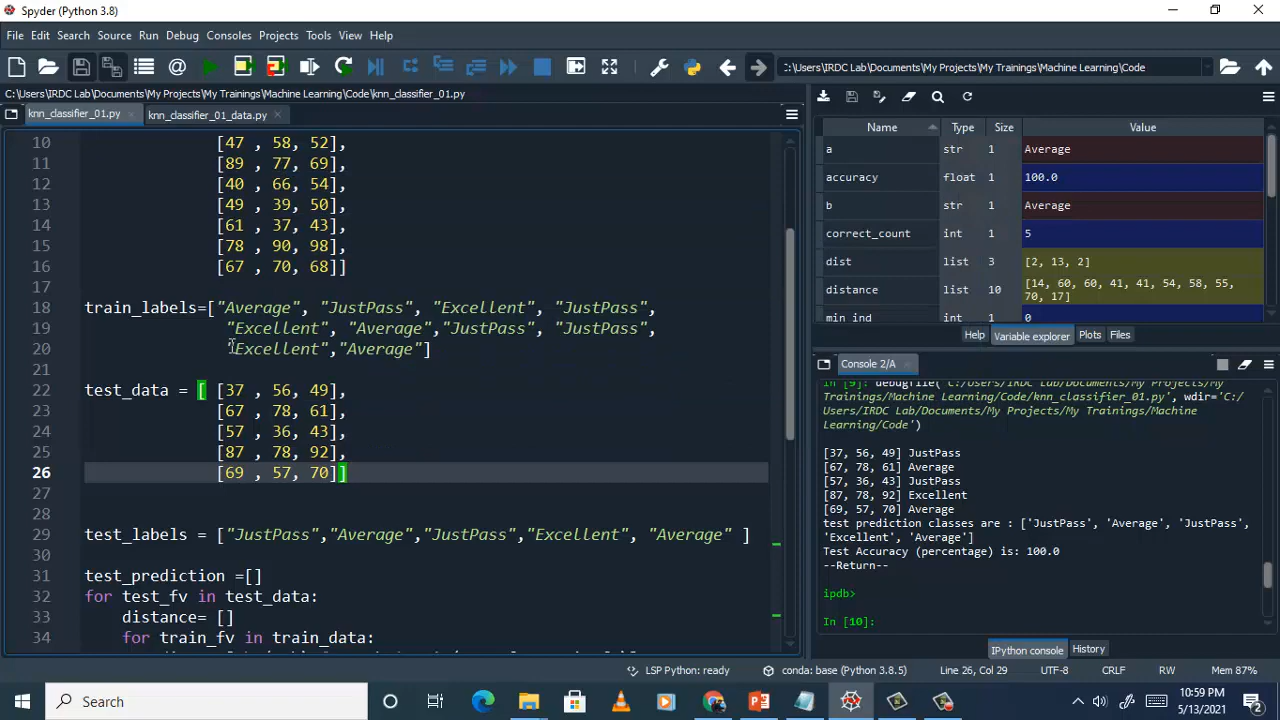 Spyder (Python 3.8)
File Edit Search Source Run Debug Consoles Projects Tools View Help
:\Users\IRDC Lab\Documents\My Projects\My Trainings\Machine Learning\Code
C:\Users\IRDC Lab\Documents\My Projects\My Trainings\Machine Learning\Code\knn_classifier_01.py
knn_classifier_01.py knn_classifier_01_data.py
10 [47 , 58, 52],
11 [89 , 77, 69],
12 [40 , 66, 54],
13 [49 , 39, 50],
14 [61 , 37, 43],
15 [78 , 90, 98],
16 [67 , 70, 68]]
17
18 train_labels=["Average", "JustPass", "Excellent", "JustPass",
19 "Excellent", "Average","JustPass", "JustPass",
20 "Excellent","Average"]
21
22 test_data = [ [37 , 56, 49],
23 [67 , 78, 61],
24 [57 , 36, 43],
25 [87 , 78, 92],
26 [69 , 57, 70]]
27
28
29 test_labels = ["JustPass","Average","JustPass","Excellent", "Average" ]
30
31 test_prediction =[]
32 for test_fv in test_data:
33 distance= []
34 for train_fv in train_data:
Name Type Size Value
a str 1 Average
accuracy float 1 100.0
b str 1 Average
correct_count int 1 5
dist list 3 [2, 13, 2]
distance list 10 [14, 60, 60, 41, 41, 54, 58, 55,
70, 17]
min_ind int 1 0
Help Variable explorer Plots Files
Console 2/A
In [9]: debugfile('C:/Users/IRDC Lab/Documents/My Projects/My
Trainings/Machine Learning/Code/knn_classifier_01.py', wdir='C:/
Users/IRDC Lab/Documents/My Projects/My Trainings/Machine
Learning/Code')
[37, 56, 49] JustPass
[67, 78, 61] Average
[57, 36, 43] JustPass
[87, 78, 92] Excellent
[69, 57, 70] Average
test prediction classes are : ['JustPass', 'Average', 'JustPass',
'Excellent', 'Average']
Test Accuracy (percentage) is: 100.0
--Return--
ipdb>
In [10]:
IPython console History
LSP Python: ready conda: base (Python 3.8.5) Line 26, Col 29 UTF-8 CRLF RW Mem 87%
Search
10:59 PM
5/13/2021
2